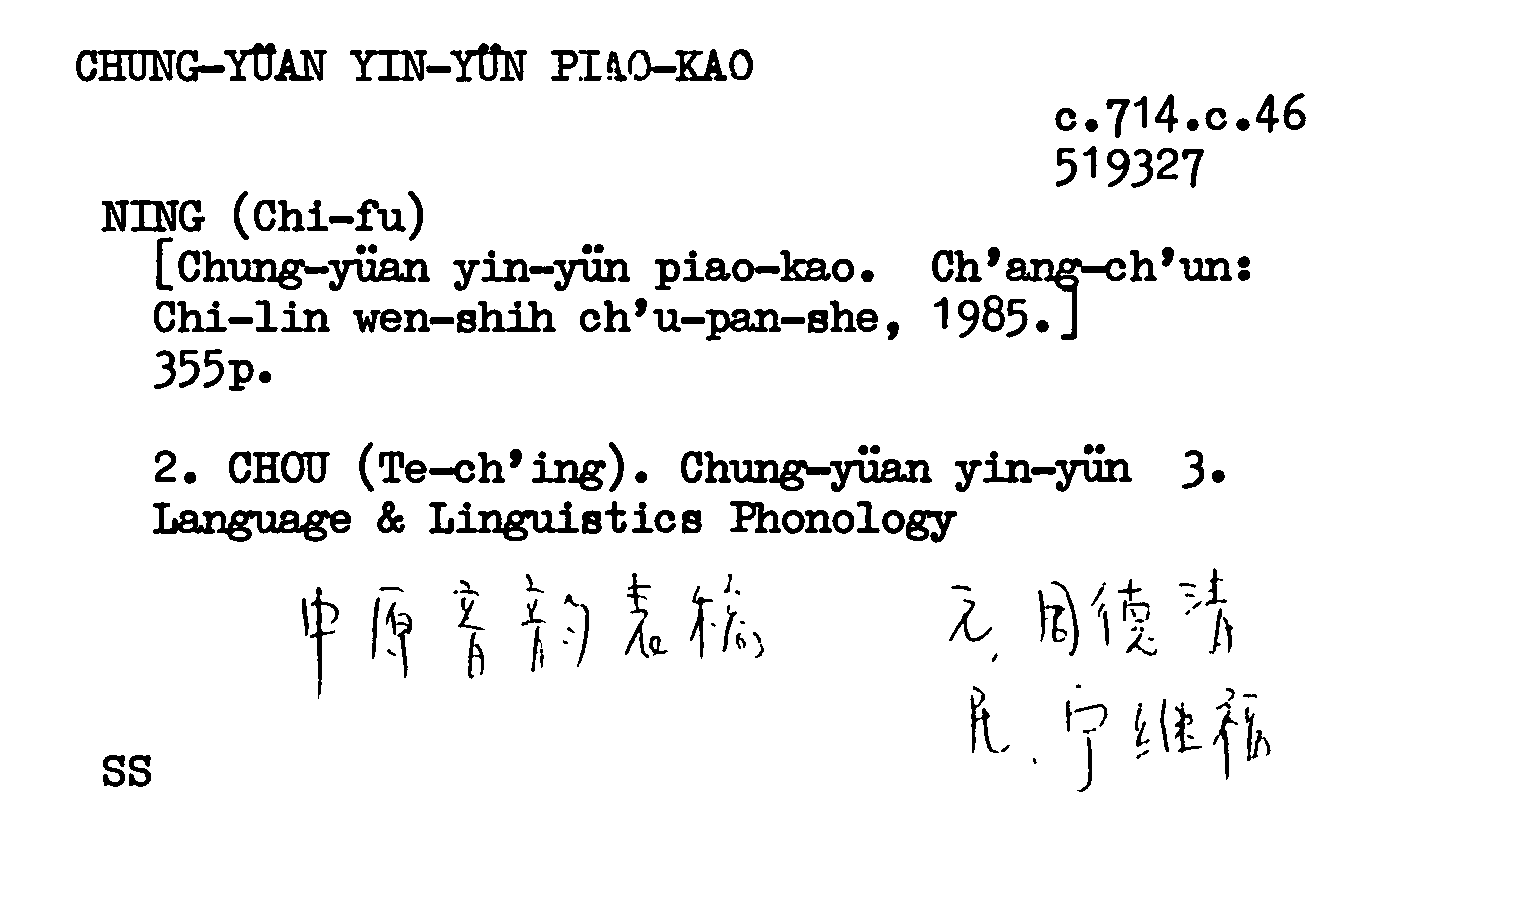 CHUNG-YÜAN YIN-YÜN PIAO-KAO
c.714.c.46
519327
NING (Chi-fu)
[Chung-yüan yin-yün piao-kao. Ch'ang-ch'un:
Chi-lin wen-shih ch'u-pan-she, 1985.]
355p.
2. CHOU (Te-ch'ing). Chung-yüan yin-yün 3.
Language & Linguistics Phonology
中原音韵表稿 元、周德清
民、宁继福
SS